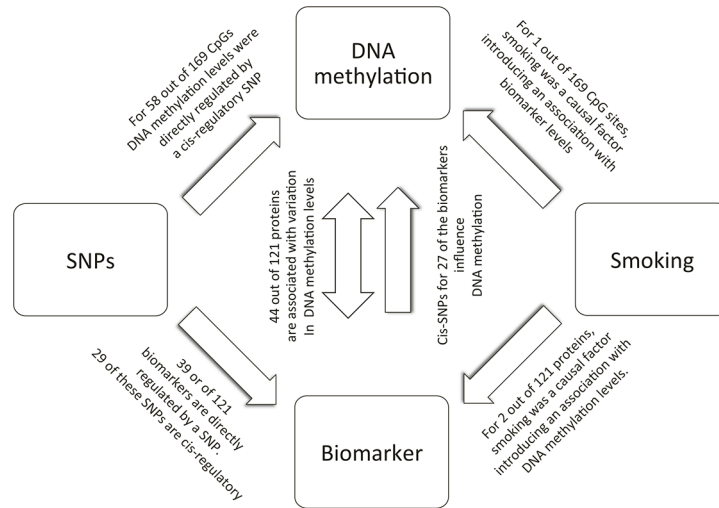 DNA
methylation
For 58 out of 169 CpGs
DNA methylation levels were
directly regulated by
a cis-regulatory SNP
For 1 out of 169 CpG sites,
smoking was a causal factor
introducing an association with
biomarker levels
SNPs
44 out of 121 proteins
are associated with variation
In DNA methylation levels
Cis-SNPs for 27 of the biomarkers
influence
DNA methylation
Smoking
39 or of 121
biomarkers are directly
regulated by a SNP.
29 of these SNPs are cis-regulatory
Biomarker
For 2 out of 121 proteins,
smoking was a causal factor
introducing an association with
DNA methylation levels.